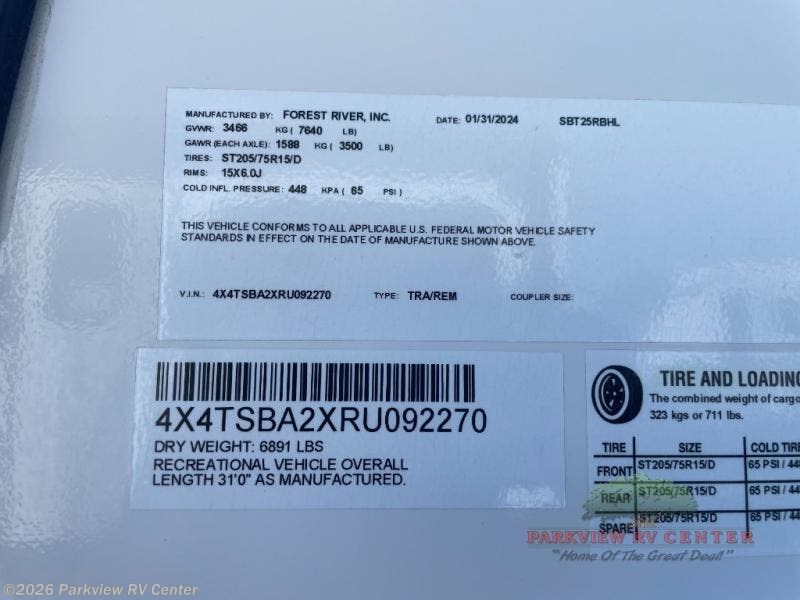 MANUFACTURED BY: FOREST RIVER, INC. DATE: 01/31/2024 SBT25RBHL
GVWR: 3466 KG ( 7640 LB)
GAWR (EACH AXLE): 1588 KG ( 3500 LB)
TIRES: ST205/75R15/D
RIMS: 15X6.0J
COLD INFL. PRESSURE: 448 KPA ( 65 PSI )
THIS VEHICLE CONFORMS TO ALL APPLICABLE U.S. FEDERAL MOTOR VEHICLE SAFETY
STANDARDS IN EFFECT ON THE DATE OF MANUFACTURE SHOWN ABOVE.
V.I.N.: 4X4TSBA2XRU092270 TYPE: TRA/REM COUPLER SIZE:
4X4TSBA2XRU092270
DRY WEIGHT: 6891 LBS
RECREATIONAL VEHICLE OVERALL
LENGTH 31'0" AS MANUFACTURED.
TIRE AND LOADING
The combined weight of cargo
323 kgs or 711 lbs.
TIRE SIZE COLD TIRE
FRONT ST205/75R15/D 65 PSI / 448
REAR ST205/75R15/D 65 PSI / 44
SPARE ST205/75R15/D 65 PSI / 44
PARKVIEW RV CENTER
"Home Of The Great Deal!"
©2026 Parkview RV Center